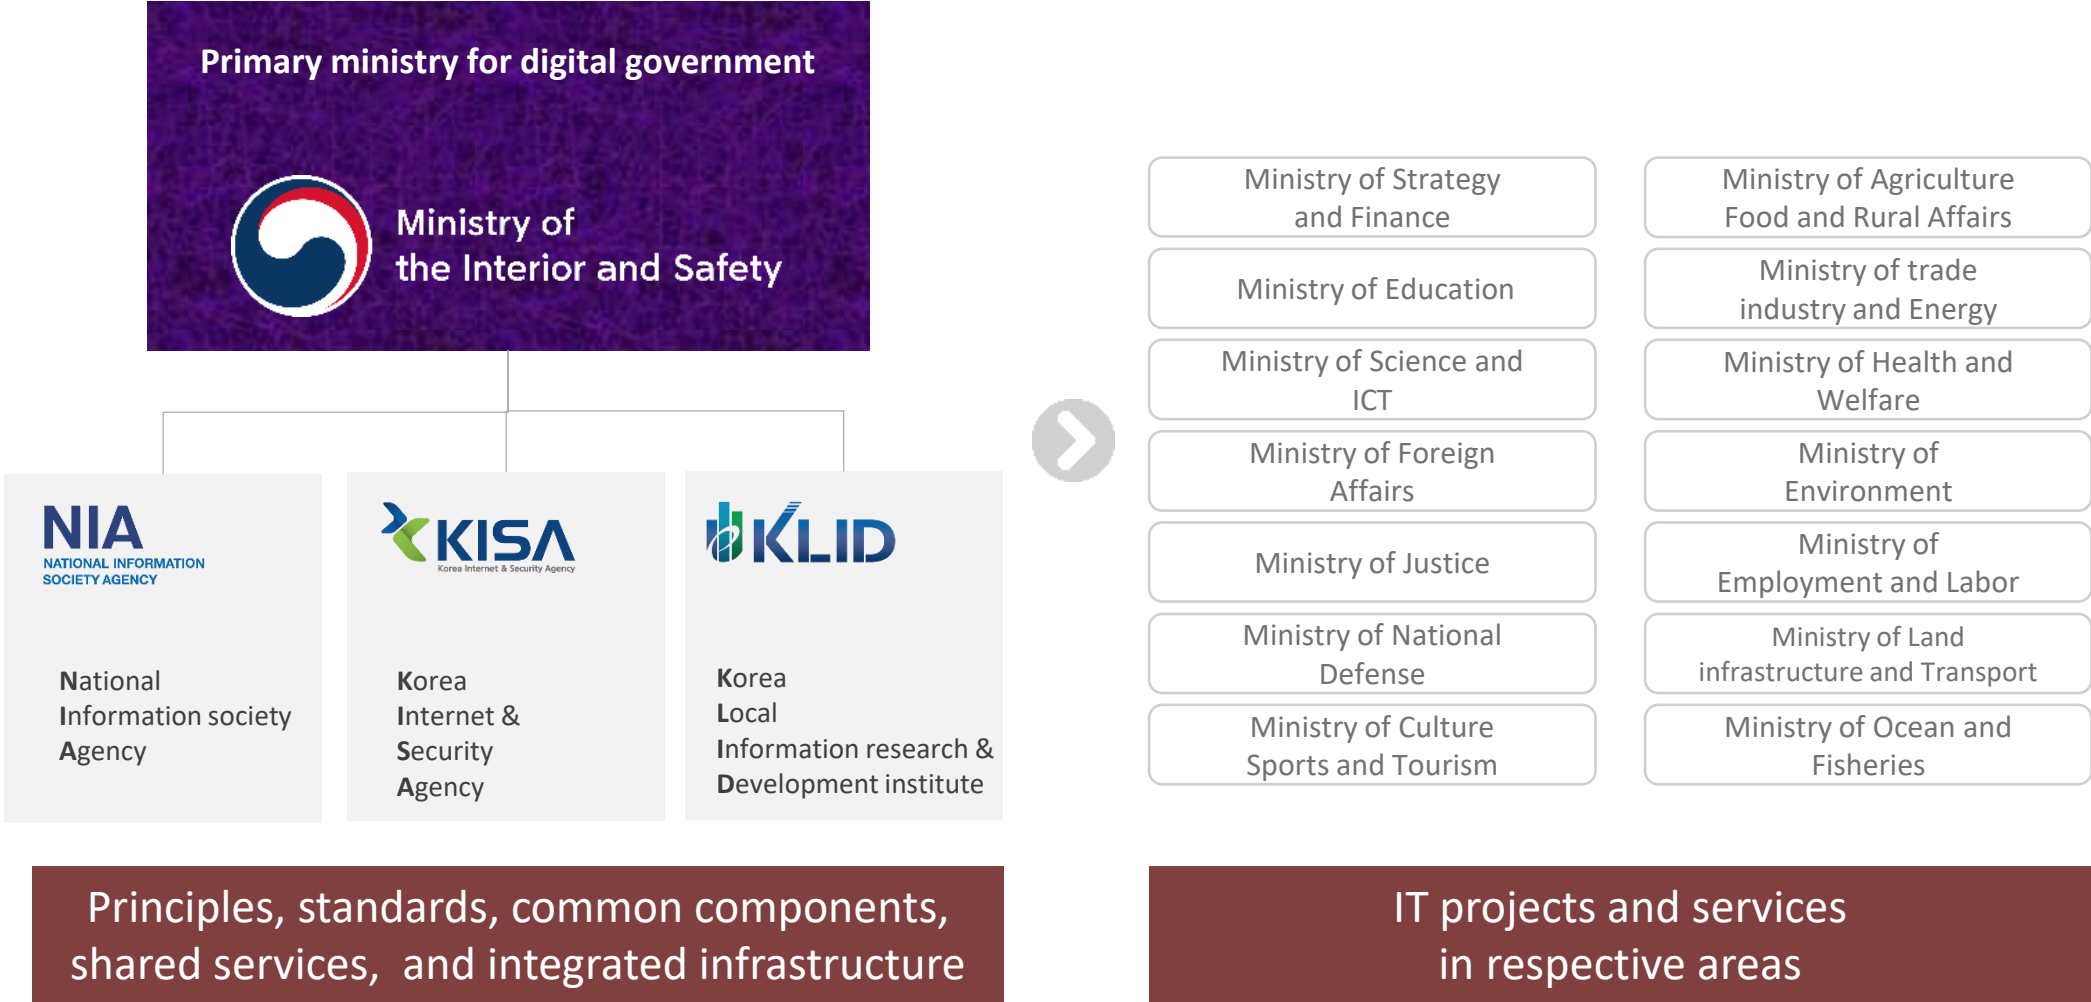 Primary ministry for digital government
Ministry of
the Interior and Safety
NIA
NATIONAL INFORMATION
SOCIETY AGENCY
National
Information society
Agency
KISA
Korea Internet & Security Agency
Korea
Internet &
Security
Agency
KLID
Korea
Local
Information research &
Development institute
Principles, standards, common components,
shared services,  and integrated infrastructure
Ministry of Strategy
and Finance
Ministry of Education
Ministry of Science and
ICT
Ministry of Foreign
Affairs
Ministry of Justice
Ministry of National
Defense
Ministry of Culture
Sports and Tourism
Ministry of Agriculture
Food and Rural Affairs
Ministry of trade
industry and Energy
Ministry of Health and
Welfare
Ministry of
Environment
Ministry of
Employment and Labor
Ministry of Land
infrastructure and Transport
Ministry of Ocean and
Fisheries
IT projects and services
in respective areas